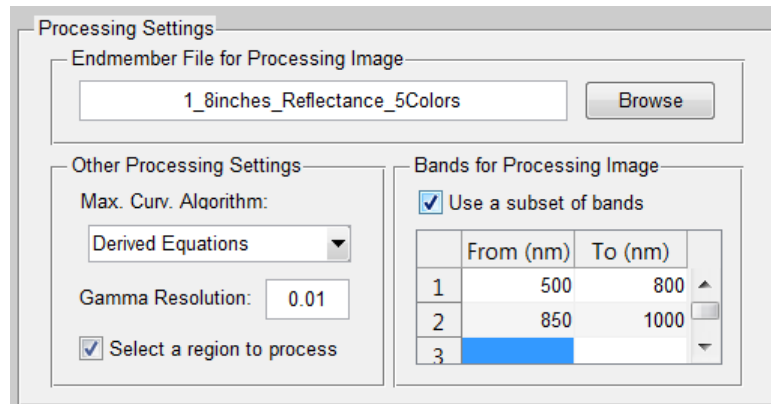 Processing Settings
Endmember File for Processing Image
1_8inches_Reflectance_5Colors
Browse
Other Processing Settings
Max. Curv. Algorithm:
Derived Equations
Gamma Resolution: 0.01
Select a region to process
Bands for Processing Image
Use a subset of bands
From (nm) To (nm)
1 500 800
2 850 1000
3